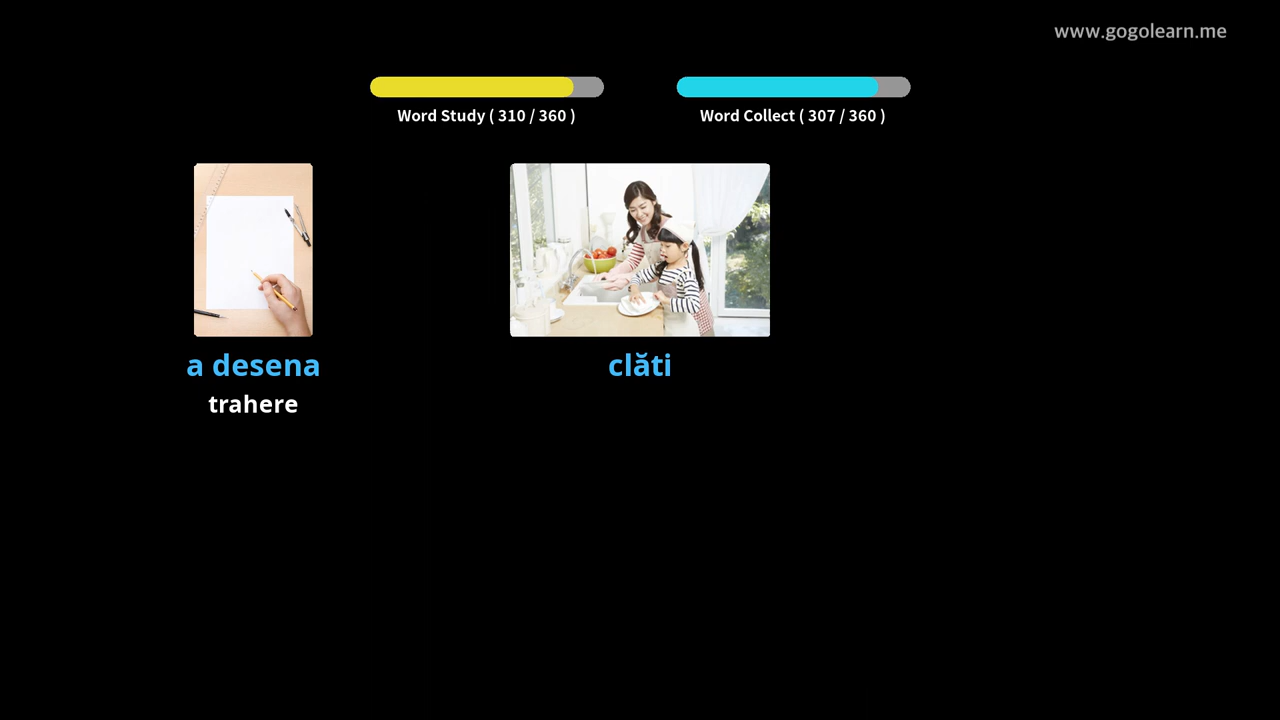 www.gogolearn.me
Word Study ( 310 / 360 )
Word Collect ( 307 / 360 )
a desena
trahere
clăti